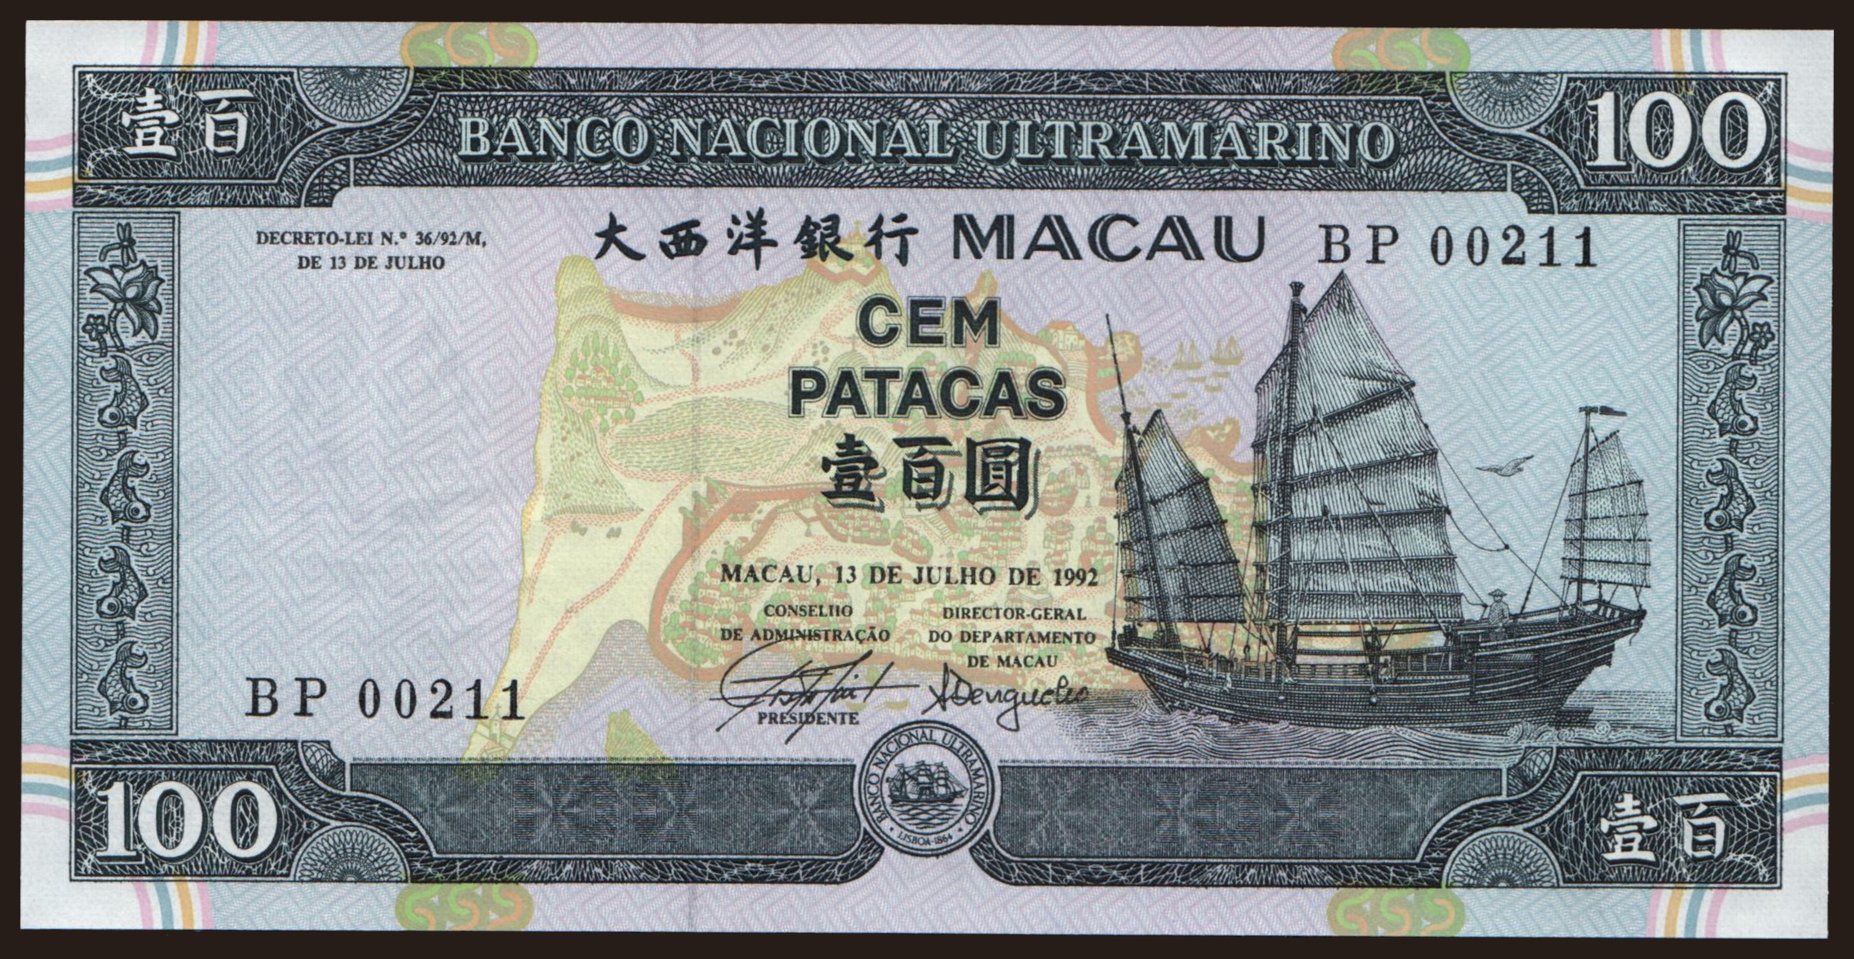 壹百
BANCO NACIONAL ULTRAMARINO
100
DECRETO-LEI N.º 36/92/M,
DE 13 DE JULHO
大西洋銀行 MACAU BP 00211
CEM
PATACAS
壹百圓
MACAU, 13 DE JULHO DE 1992
CONSELHO
DE ADMINISTRAÇÃO
PRESIDENTE
DIRECTOR-GERAL
DO DEPARTAMENTO
DE MACAU
BP 00211
BANCO NACIONAL ULTRAMARINO
LISBOA-1864
100
壹百